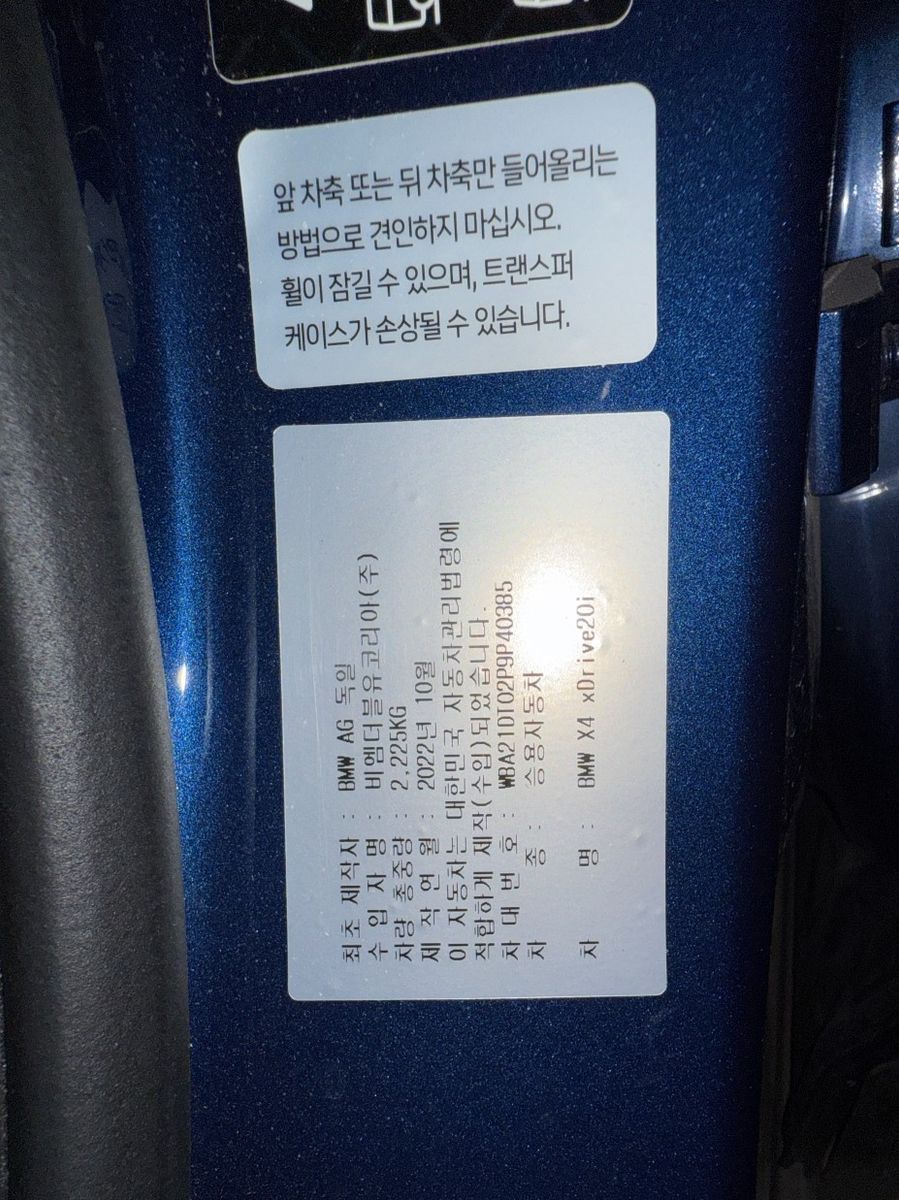 앞 차축 또는 뒤 차축만 들어올리는
방법으로 견인하지 마십시오.
휠이 잠길 수 있으며, 트랜스퍼
케이스가 손상될 수 있습니다.
최초 제작사 : BMW AG 독일
수 입 자 명 : 비엠더블유코리아(주)
차량 총중량 : 2,225KG
제 작 연 월 : 2022년 10월
이 자동차는 대한민국 자동차관리법령에
적합하게 제작(수입)되었습니다.
차 대 번 호 : WBA21DT02P9P40385
차 종 : 승용자동차
차 명 : BMW X4 xDrive20i